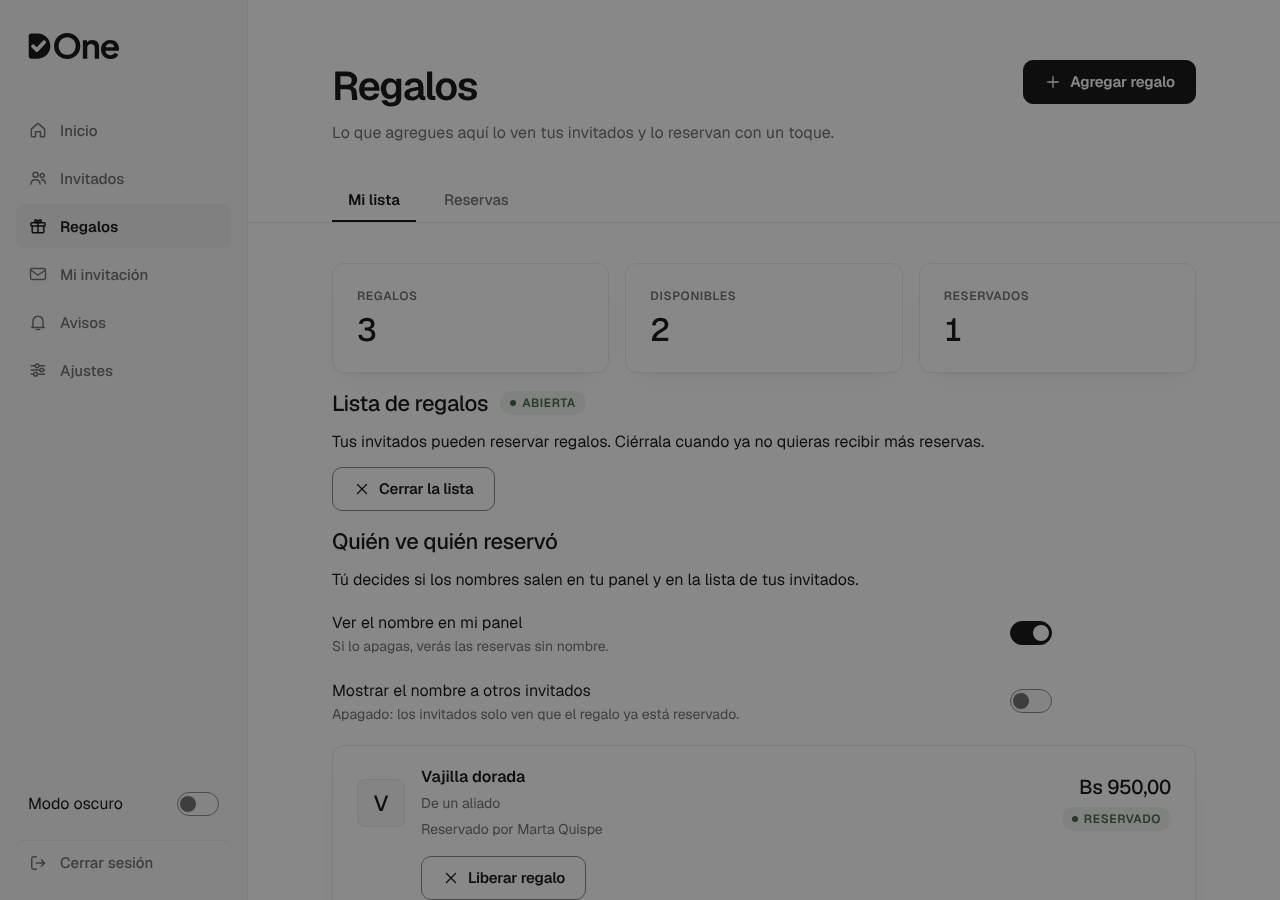 DOne
Inicio
Invitados
Regalos
Mi invitación
Avisos
Ajustes
Modo oscuro
Cerrar sesión
Regalos
Agregar regalo
Lo que agregues aquí lo ven tus invitados y lo reservan con un toque.
Mi lista
Reservas
REGALOS
3
DISPONIBLES
2
RESERVADOS
1
Lista de regalos
ABIERTA
Tus invitados pueden reservar regalos. Ciérrala cuando ya no quieras recibir más reservas.
Cerrar la lista
Quién ve quién reservó
Tú decides si los nombres salen en tu panel y en la lista de tus invitados.
Ver el nombre en mi panel
Si lo apagas, verás las reservas sin nombre.
Mostrar el nombre a otros invitados
Apagado: los invitados solo ven que el regalo ya está reservado.
V
Vajilla dorada
De un aliado
Reservado por Marta Quispe
Bs 950,00
RESERVADO
Liberar regalo